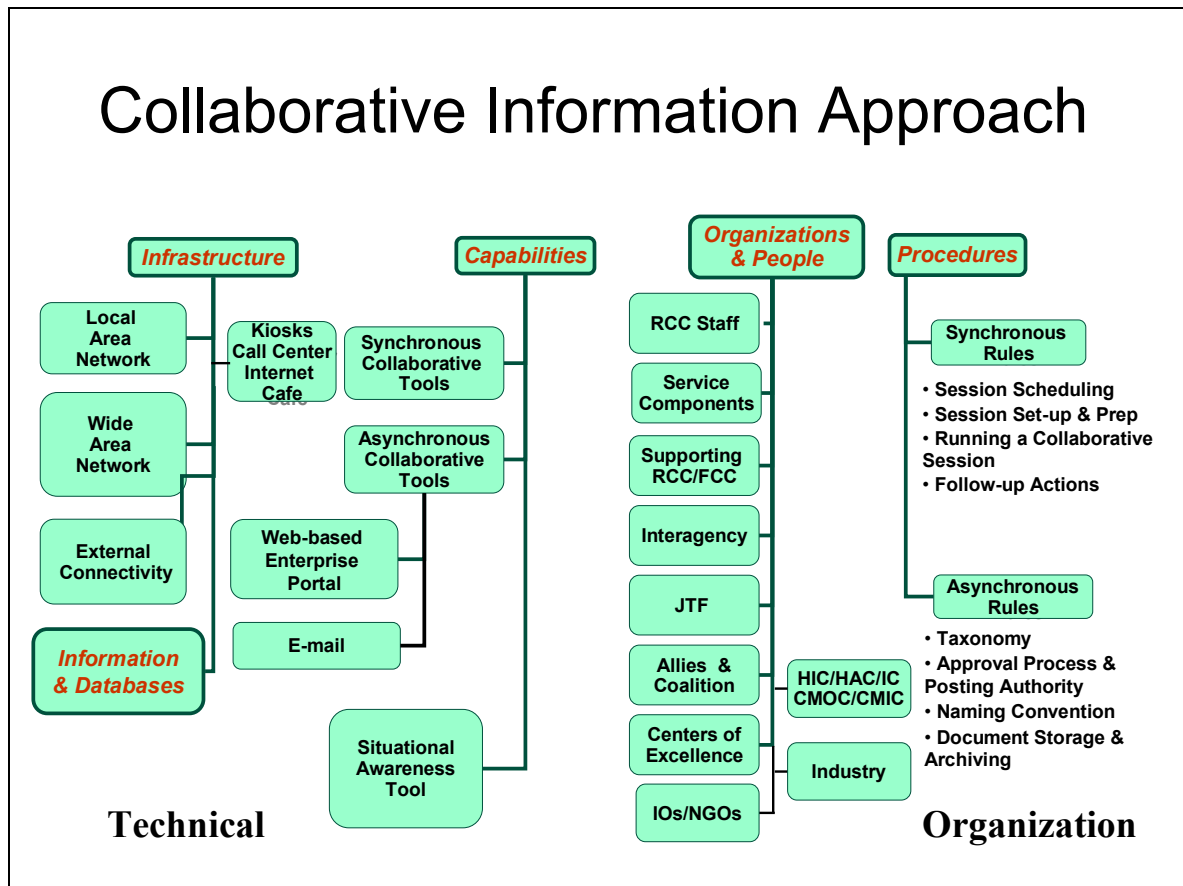 Collaborative Information Approach
Infrastructure
Local
Area
Network
Kiosks
Call Center
Internet
Cafe
Wide
Area
Network
External
Connectivity
Information
& Databases
Capabilities
Synchronous
Collaborative
Tools
Asynchronous
Collaborative
Tools
Web-based
Enterprise
Portal
E-mail
Situational
Awareness
Tool
Technical
Organizations
& People
RCC Staff
Service
Components
Supporting
RCC/FCC
Interagency
JTF
Allies & 
Coalition
HIC/HAC/IC
CMOC/CMIC
Centers of
Excellence
Industry
IOs/NGOs
Procedures
Synchronous
Rules
• Session Scheduling
• Session Set-up & Prep
• Running a Collaborative
Session
• Follow-up Actions
Asynchronous
Rules
• Taxonomy
• Approval Process &
Posting Authority
• Naming Convention
• Document Storage &
Archiving
Organization